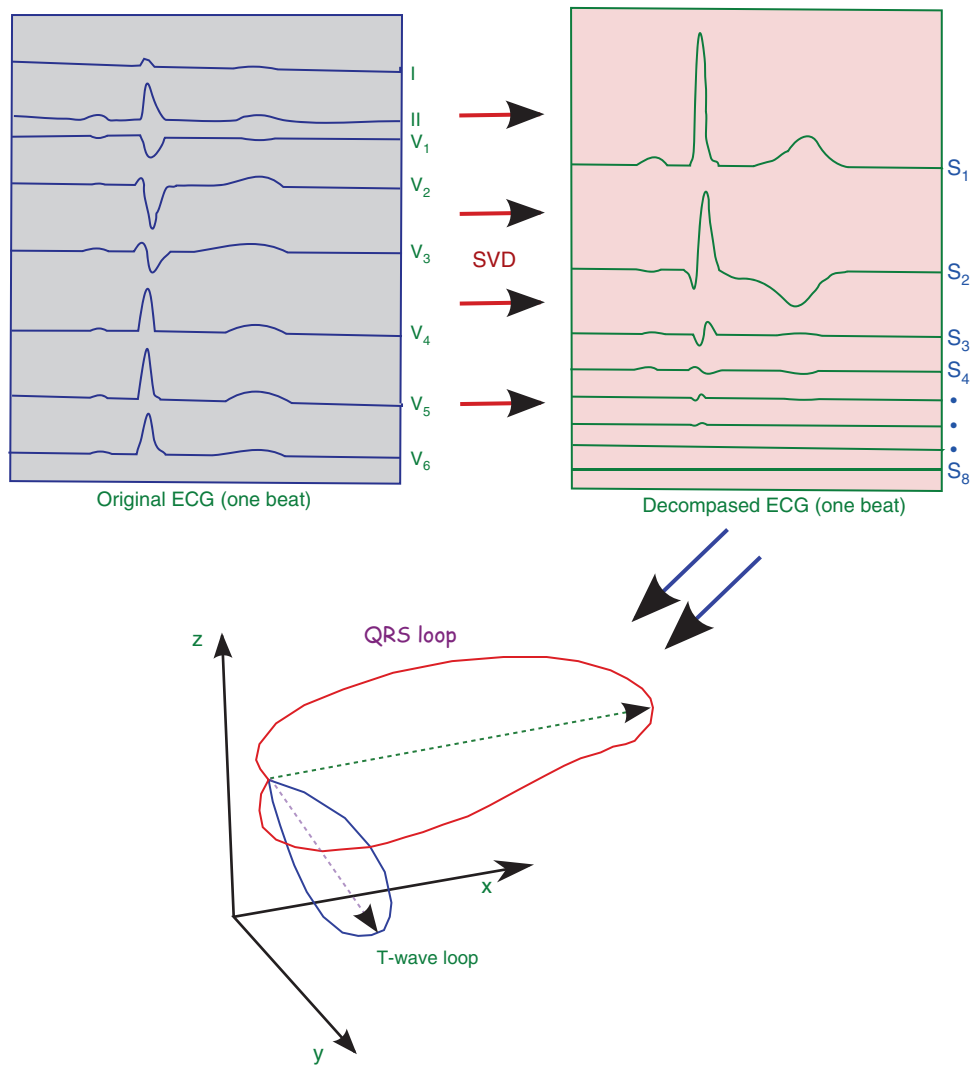 I
II
V1
V2
V3
V4
V5
V6
Original ECG (one beat)
SVD
S1
S2
S3
S4
•
•
•
S8
Decompased ECG (one beat)
QRS loop
z
x
T-wave loop
y